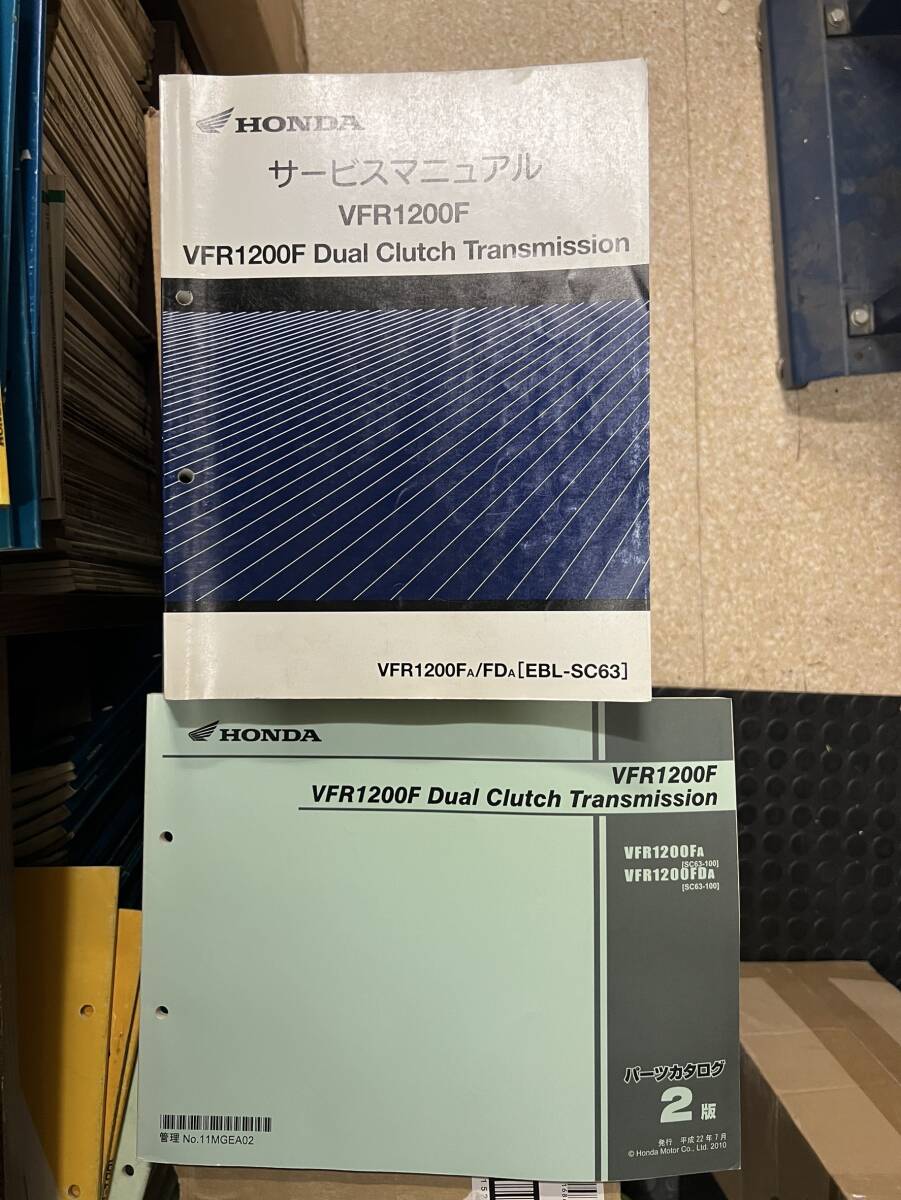 HONDA
サービスマニュアル
VFR1200F
VFR1200F Dual Clutch Transmission
VFR1200FA/FDA[EBL-SC63]
HONDA
VFR1200F
VFR1200F Dual Clutch Transmission
VFR1200FA
[SC63-100]
VFR1200FDA
[SC63-100]
パーツカタログ
2版
管理 No.11MGEA02
発行 平成22年7月
© Honda Motor Co., Ltd. 2010